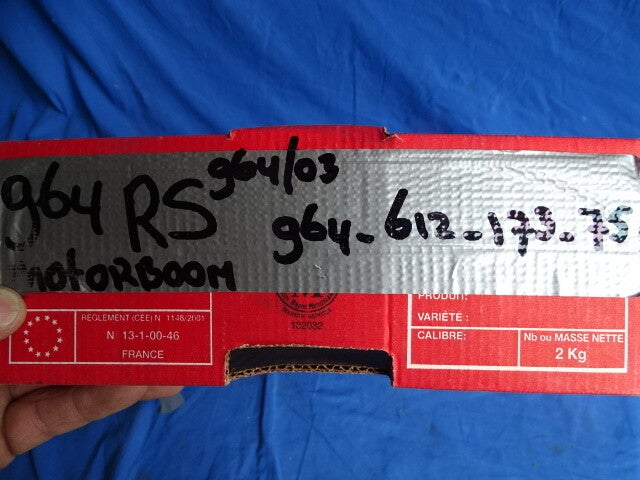 964 RS 964/03
964-612-173-75
MOTORBOOM
132032
REGLEMENT (CEE) N 1148/2001
N 13-1-00-46
FRANCE
PRODUIT:
VARIÉTÉ :
CALIBRE:
Nb ou MASSE NETTE
2 Kg